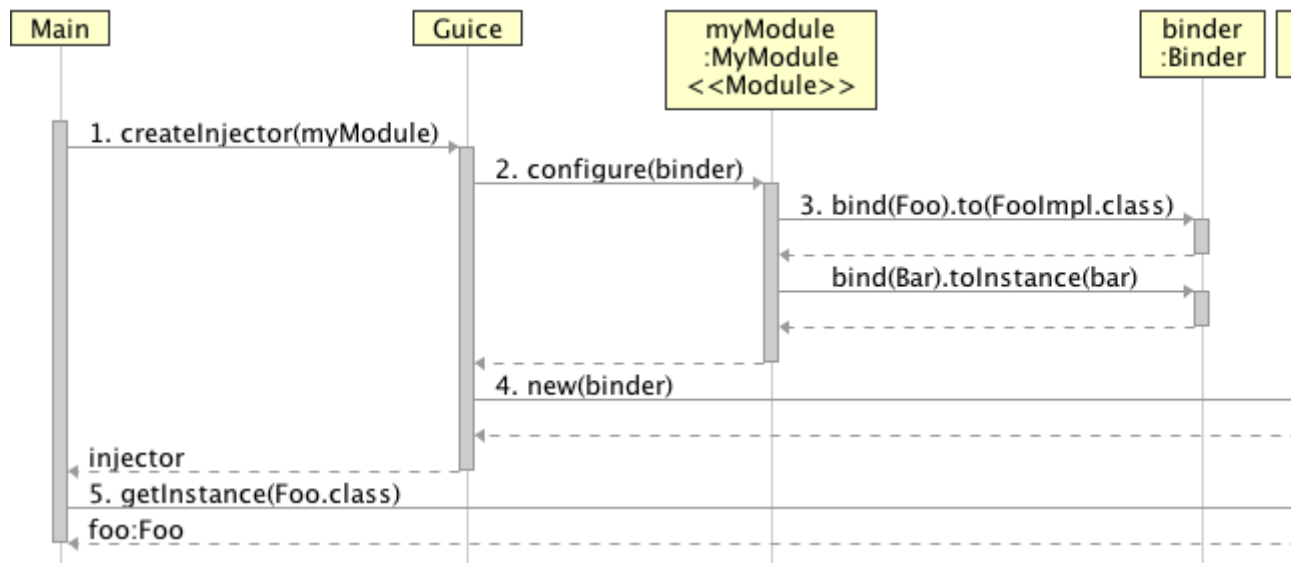 Main
Guice
myModule
:MyModule
<<Module>>
binder
:Binder
1. createInjector(myModule)
2. configure(binder)
3. bind(Foo).to(FooImpl.class)
bind(Bar).toInstance(bar)
4. new(binder)
injector
5. getInstance(Foo.class)
foo:Foo